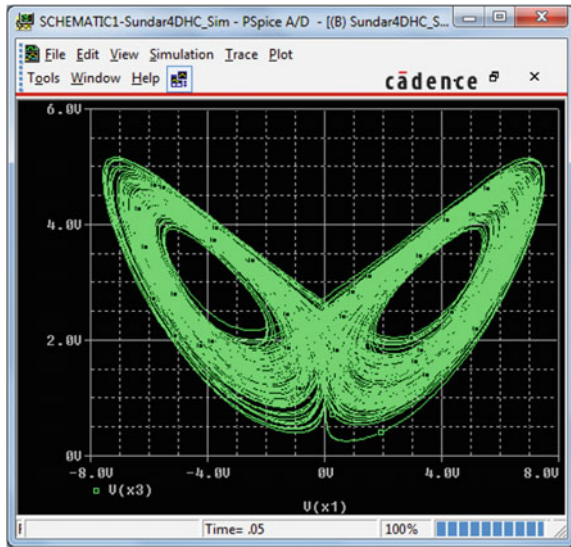 SCHEMATIC1-Sundar4DHC_Sim - PSpice A/D - [(B) Sundar4DHC_S...
File Edit View Simulation Trace Plot
Tools Window Help
cādence
6.0V
4.0V
2.0V
0V
-8.0V -4.0V 0V 4.0V 8.0V
V(x3)
V(x1)
Time= .05 100%